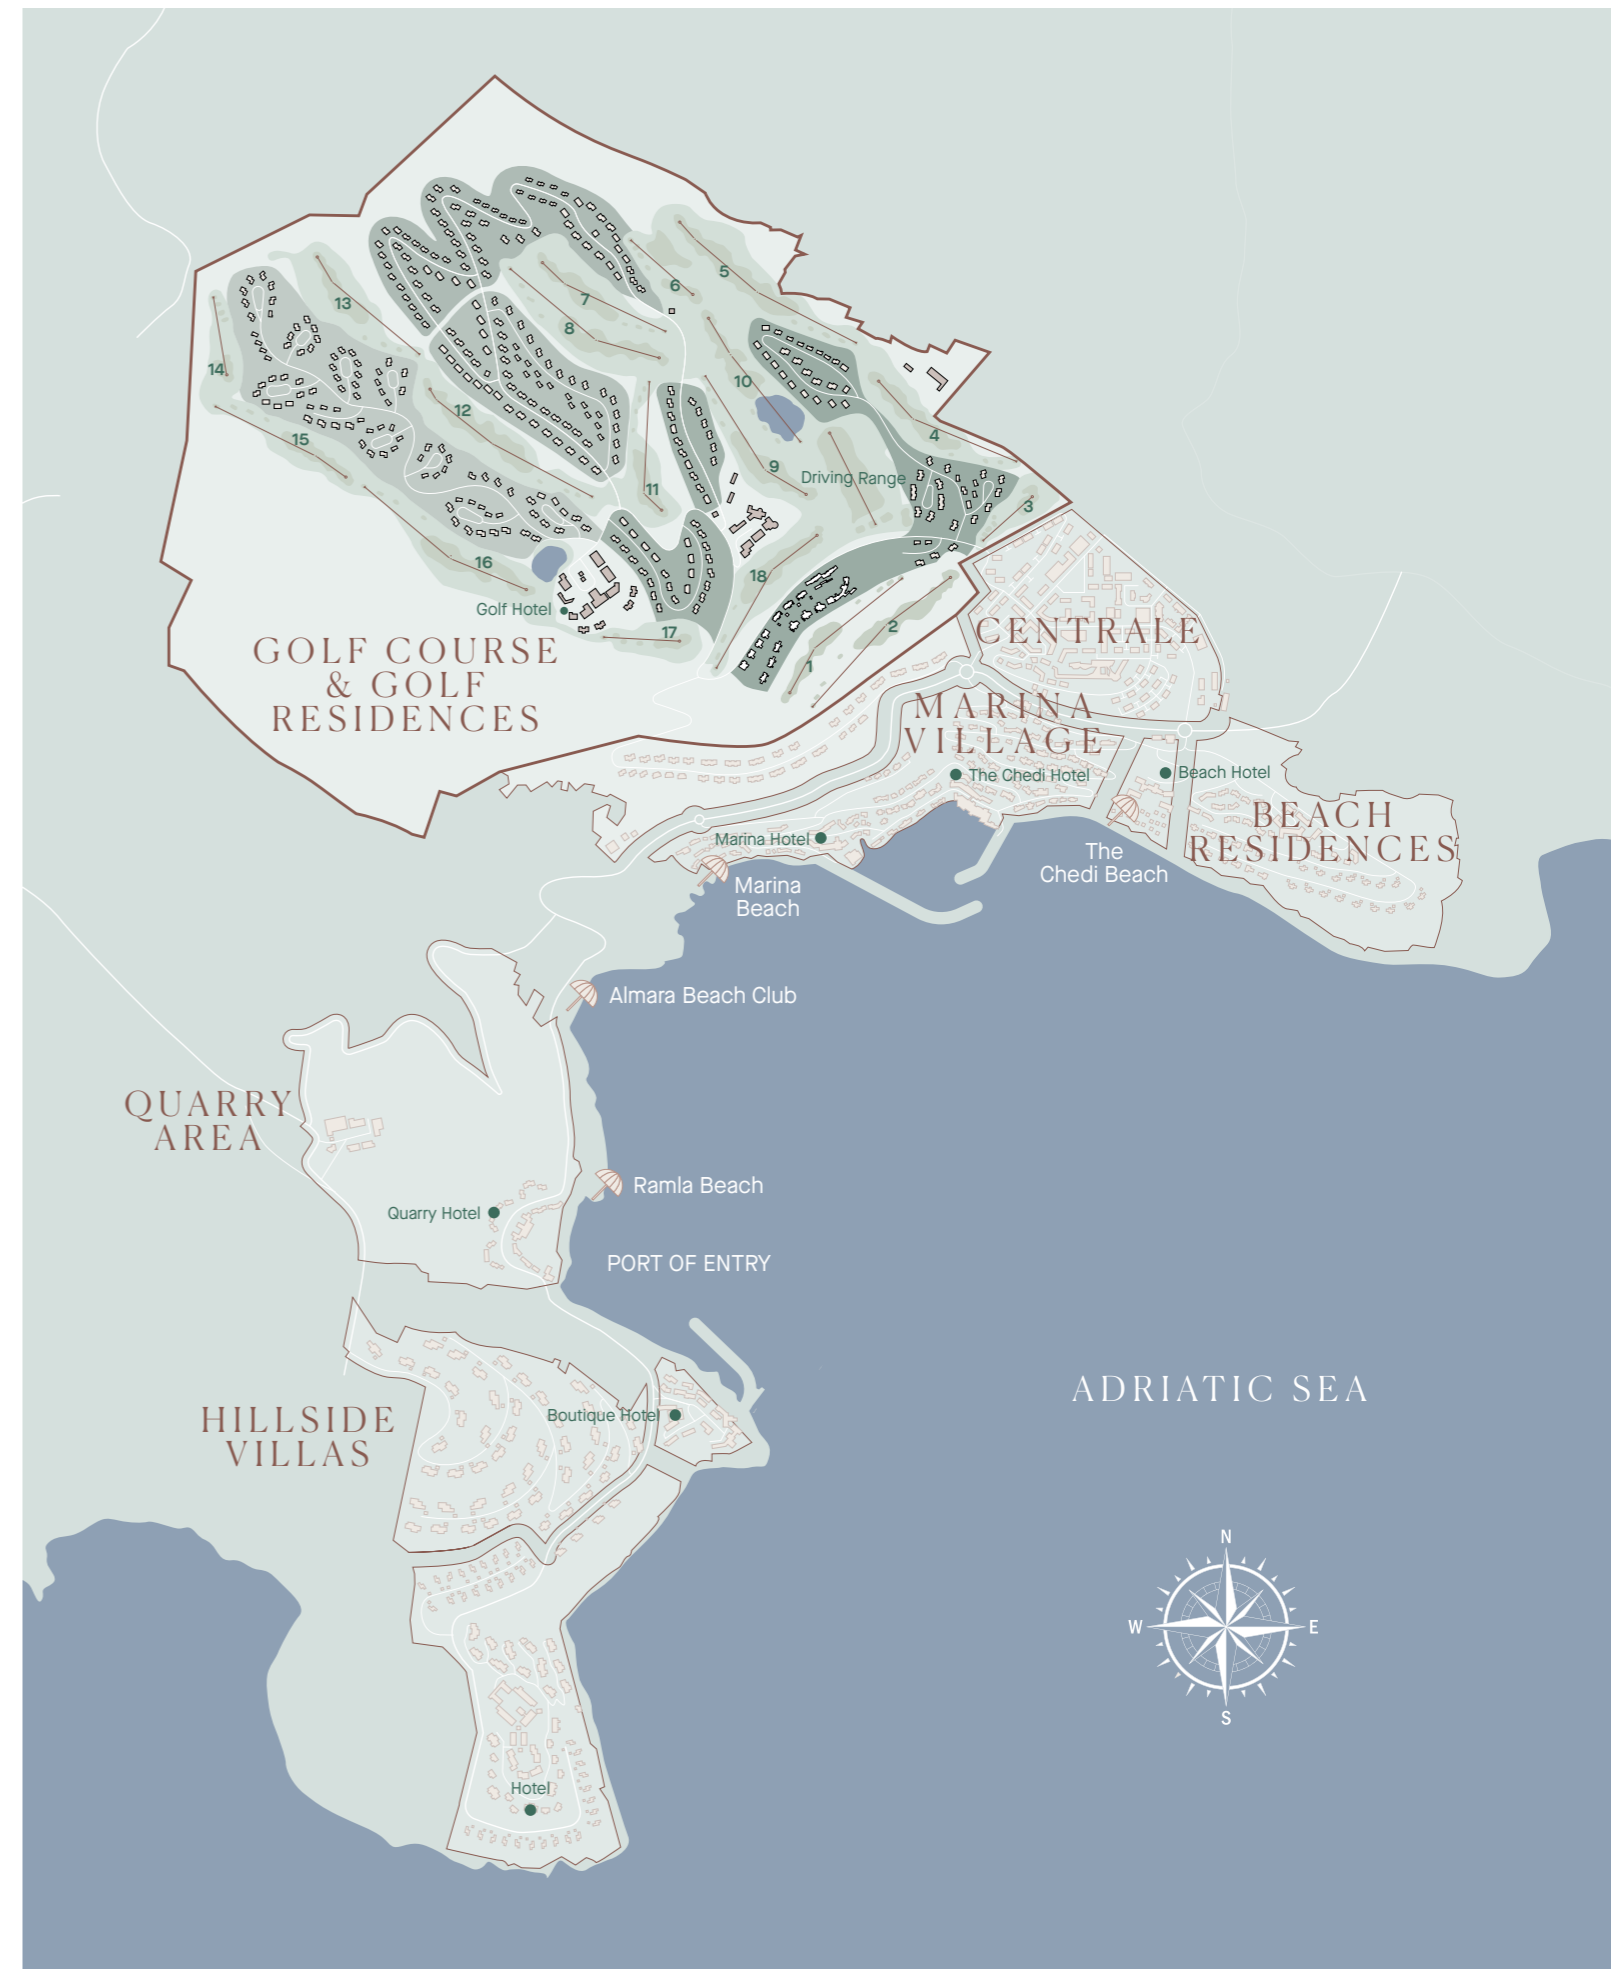 5
6
7
13
8
14
10
12
4
15
9
Driving Range
11
3
16
18
Golf Hotel
17
2
1
GOLF COURSE
& GOLF
RESIDENCES
CENTRALE
MARINA
VILLAGE
The Chedi Hotel
Beach Hotel
BEACH
RESIDENCES
Marina Hotel
The
Chedi Beach
Marina
Beach
Almara Beach Club
QUARRY
AREA
Ramla Beach
Quarry Hotel
PORT OF ENTRY
ADRIATIC SEA
HILLSIDE
VILLAS
Boutique Hotel
N
W
E
S
Hotel